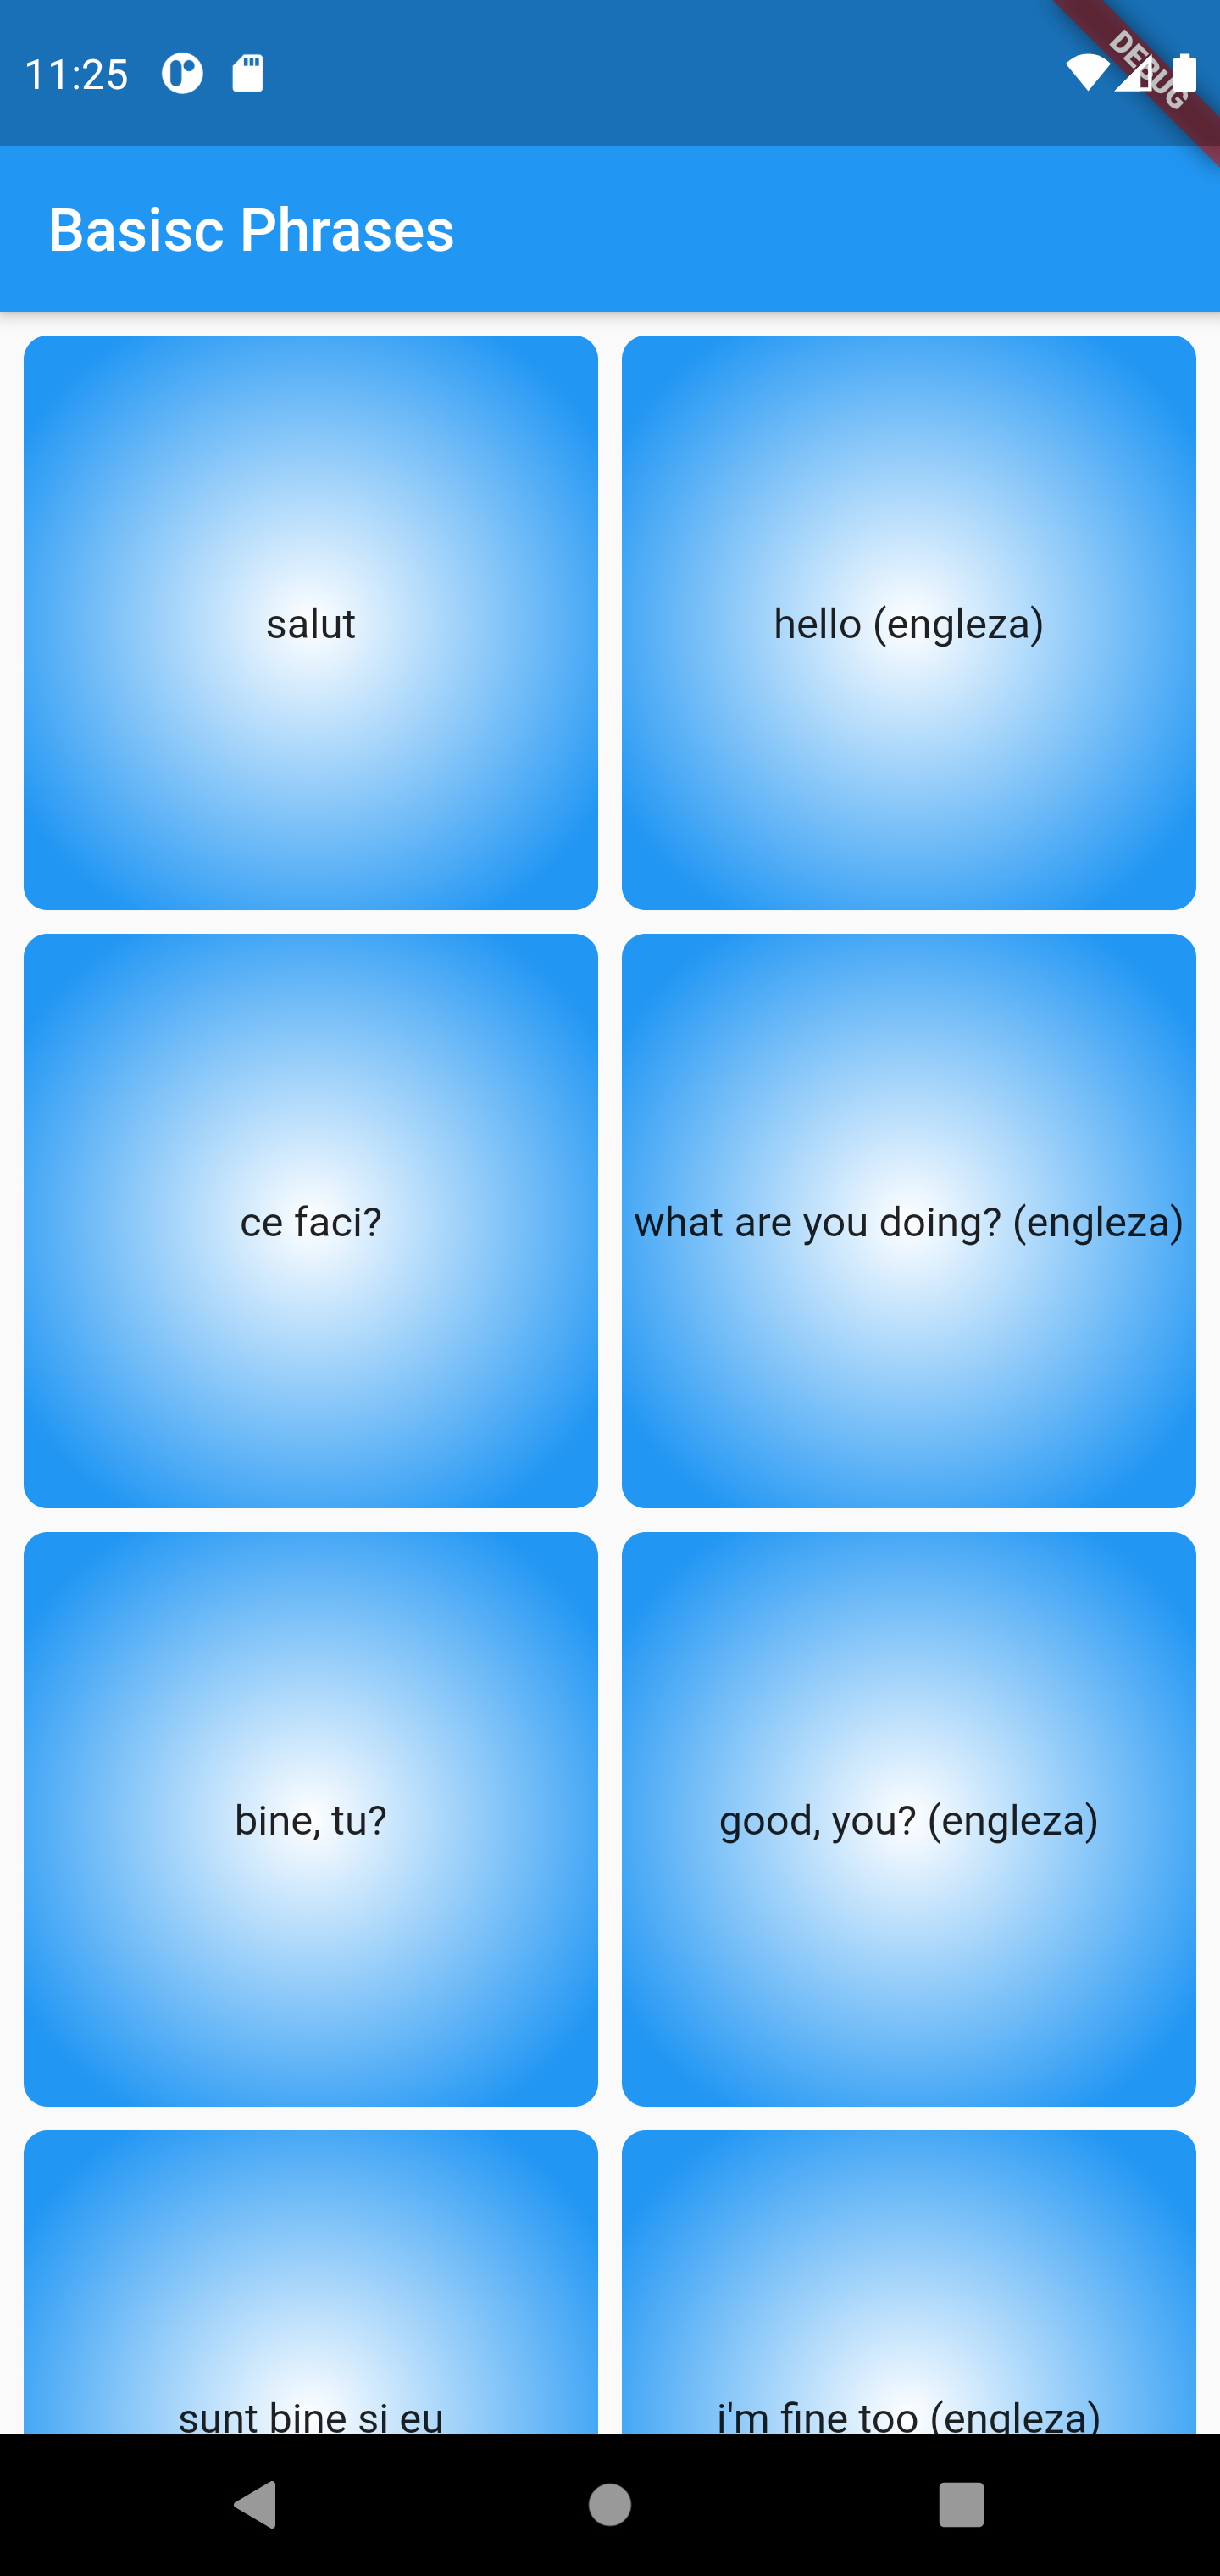 11:25
DEBUG
Basisc Phrases
salut
hello (engleza)
ce faci?
what are you doing? (engleza)
bine, tu?
good, you? (engleza)
sunt bine si eu
i'm fine too (engleza)